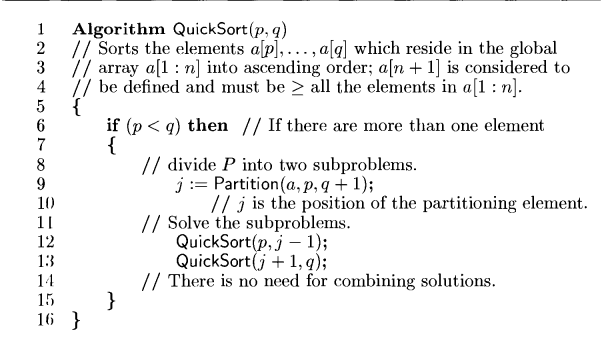 1 Algorithm QuickSort(p, q)
2 // Sorts the elements a[p], . . . , a[q] which reside in the global
3 // array a[1 : n] into ascending order; a[n + 1] is considered to
4 // be defined and must be ≥ all the elements in a[1 : n].
5 {
6 if (p < q) then // If there are more than one element
7 {
8 // divide P into two subproblems.
9 j := Partition(a, p, q + 1);
10 // j is the position of the partitioning element.
11 // Solve the subproblems.
12 QuickSort(p, j − 1);
13 QuickSort(j + 1, q);
14 // There is no need for combining solutions.
15 }
16 }